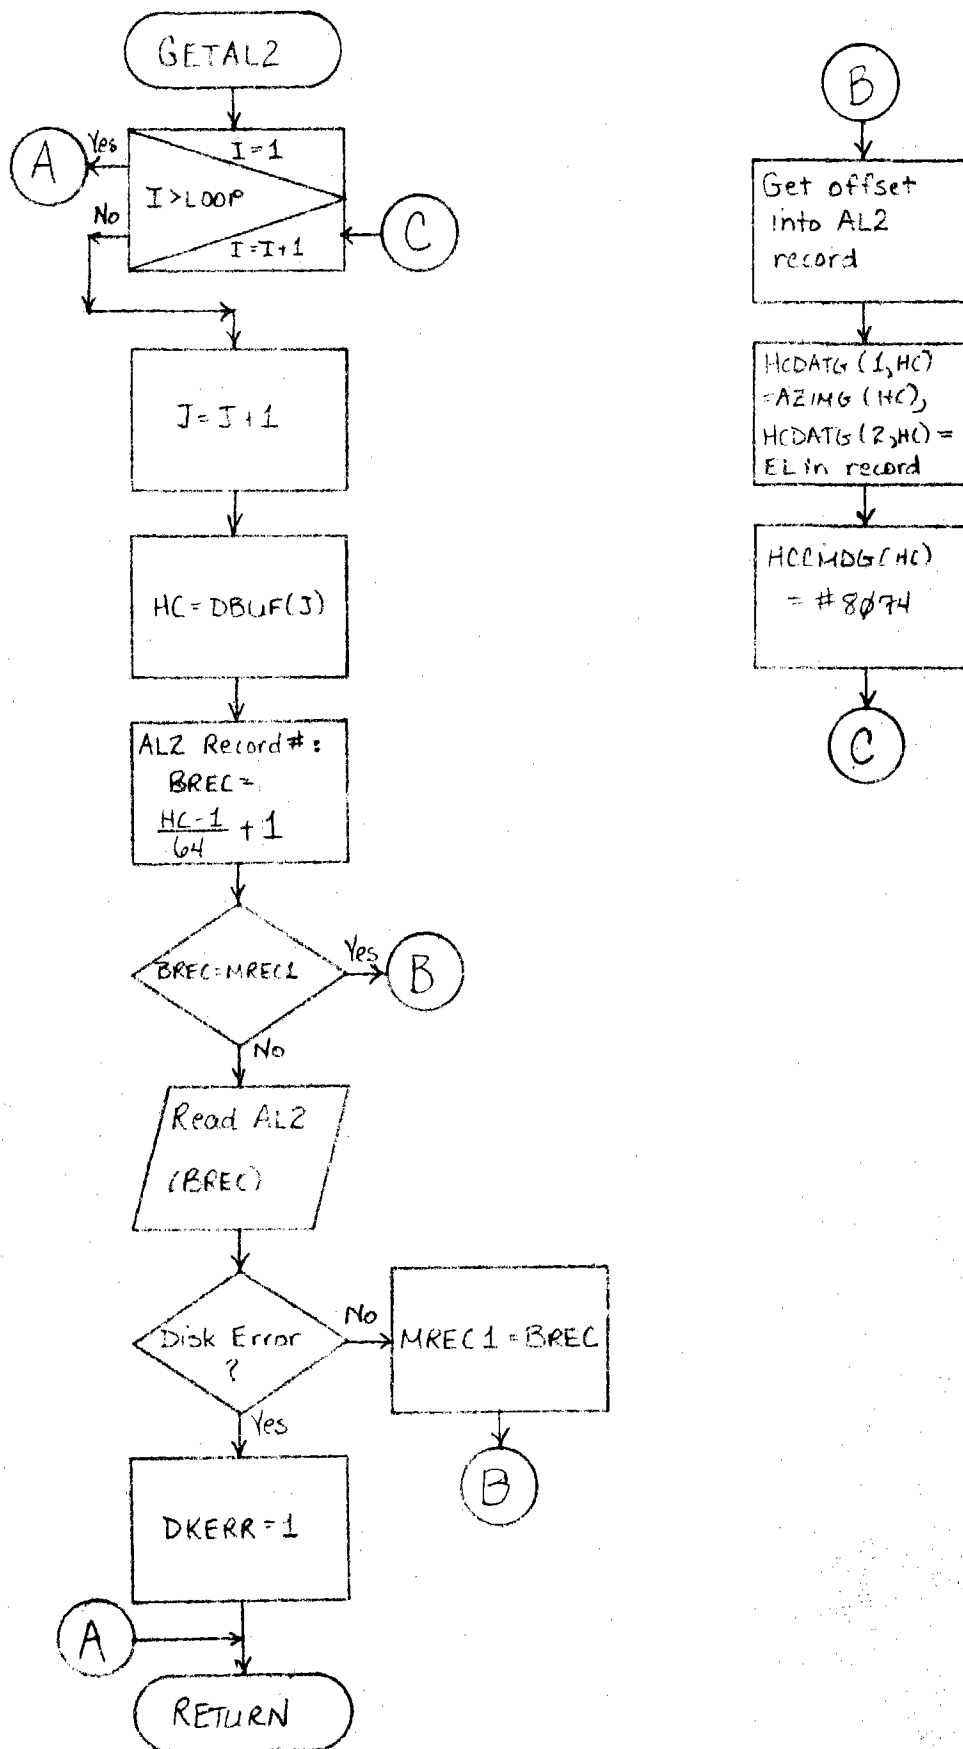 GETAL2
I=1
Yes
A
I>LOOP
No
C
I=I+1
J=J+1
HC=DBUF(J)
AL2 Record#:
BREC=
HC-1
64
+1
BREC=MREC1
Yes
B
No
Read AL2
(BREC)
Disk Error
?
No
MREC1=BREC
Yes
B
DKERR=1
A
RETURN
B
Get offset
into AL2
record
HCDATG(1,HC)
=AZIMG(HC),
HCDATG(2,HC)=
EL in record
HCCMDG(HC)
=#8074
C